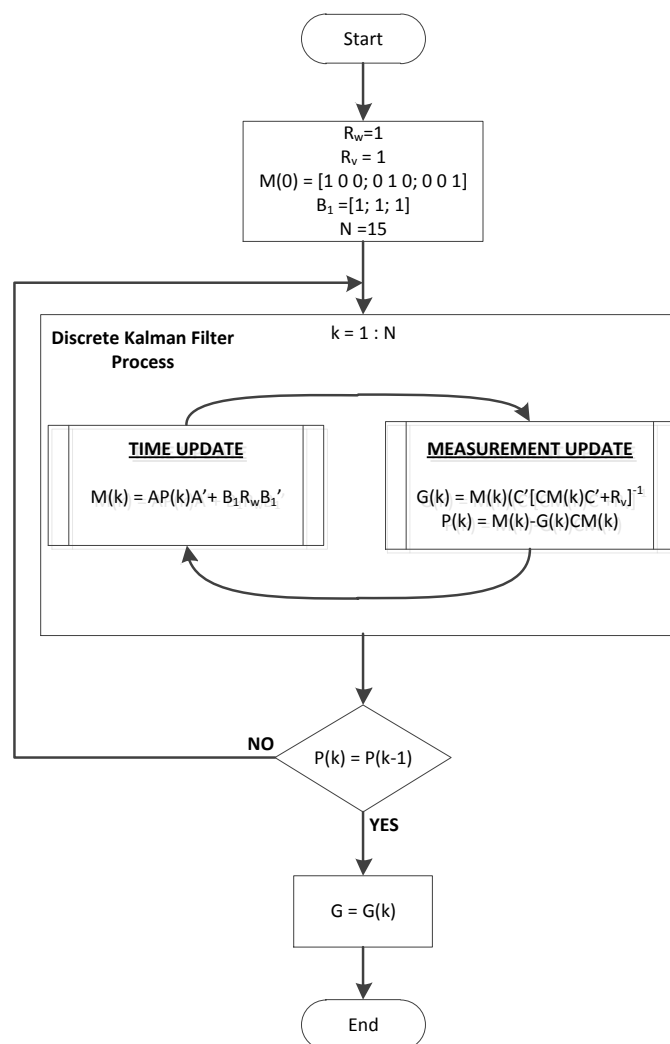 Start
R_w=1
R_v = 1
M(0) = [1 0 0; 0 1 0; 0 0 1]
B_1 =[1; 1; 1]
N =15
k = 1 : N
Discrete Kalman Filter
Process
TIME UPDATE
M(k) = AP(k)A'+ B_1R_wB_1'
MEASUREMENT UPDATE
G(k) = M(k)(C'[CM(k)C'+R_v]^-1
P(k) = M(k)-G(k)CM(k)
NO
P(k) = P(k-1)
YES
G = G(k)
End